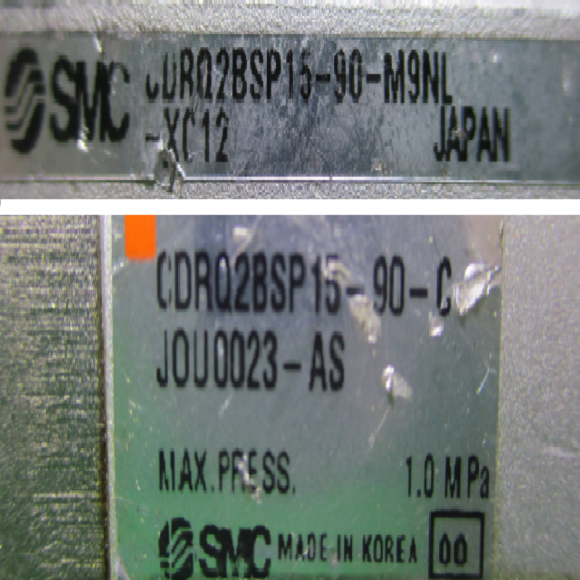 SMC CDRQ2BSP15-90-M9NL
-XC12 JAPAN
CDRQ2BSP15-90-C
JOU0023-AS
MAX.PRESS. 1.0 MPa
SMC MADE IN KOREA 00